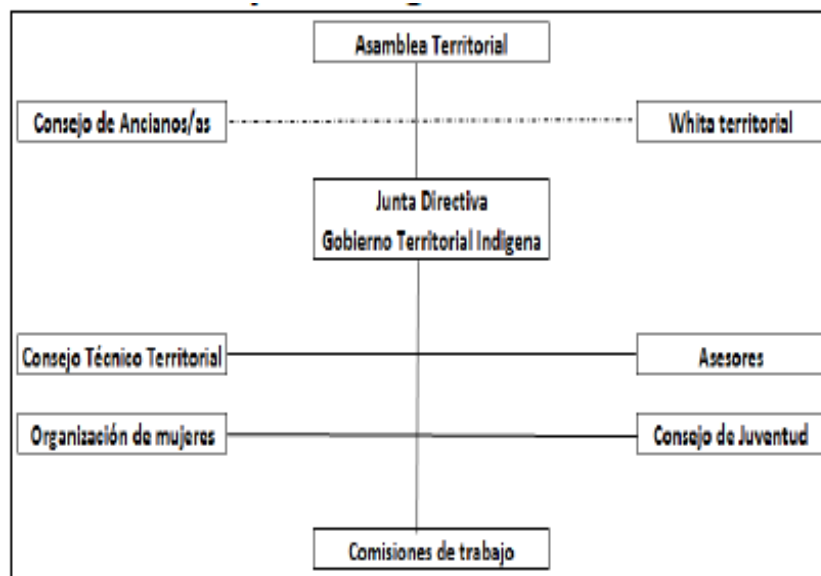 Asamblea Territorial
Consejo de Ancianos/as
Whita territorial
Junta Directiva
Gobierno Territorial Indigena
Consejo Técnico Territorial
Asesores
Organización de mujeres
Consejo de Juventud
Comisiones de trabajo